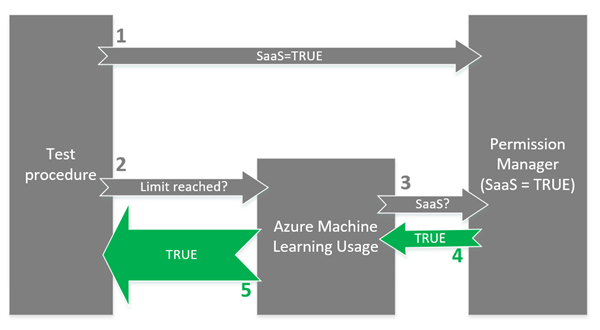 1
SaaS=TRUE
Test
procedure
Permission
Manager
(SaaS = TRUE)
2
Limit reached?
3
SaaS?
Azure Machine
Learning Usage
TRUE
4
TRUE
5